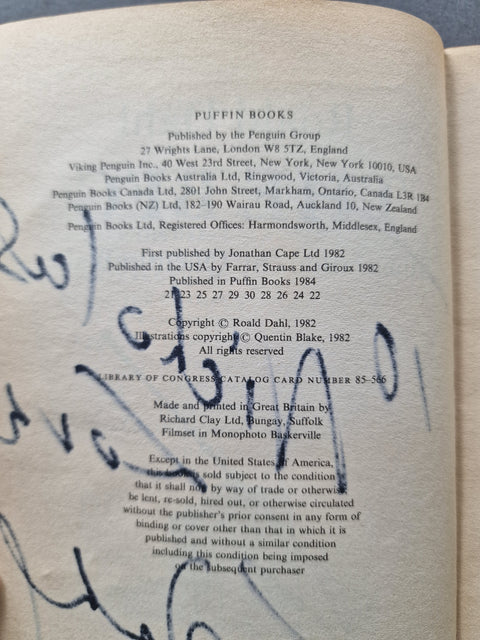 PUFFIN BOOKS
Published by the Penguin Group
27 Wrights Lane, London W8 5TZ, England
Viking Penguin Inc., 40 West 23rd Street, New York, New York 10010, USA
Penguin Books Australia Ltd, Ringwood, Victoria, Australia
Penguin Books Canada Ltd, 2801 John Street, Markham, Ontario, Canada L3R 1B4
Penguin Books (NZ) Ltd, 182–190 Wairau Road, Auckland 10, New Zealand
Penguin Books Ltd, Registered Offices: Harmondsworth, Middlesex, England
First published by Jonathan Cape Ltd 1982
Published in the USA by Farrar, Strauss and Giroux 1982
Published in Puffin Books 1984
23 25 27 29 30 28 26 24 22
Copyright © Roald Dahl, 1982
Illustrations copyright © Quentin Blake, 1982
All rights reserved
LIBRARY OF CONGRESS CATALOG CARD NUMBER 85–566
Made and printed in Great Britain by
Richard Clay Ltd, Bungay, Suffolk
Filmset in Monophoto Baskerville
Except in the United States of America,
this book is sold subject to the condition
that it shall not, by way of trade or otherwise,
be lent, re-sold, hired out, or otherwise circulated
without the publisher's prior consent in any form of
binding or cover other than that in which it is
published and without a similar condition
including this condition being imposed
on the subsequent purchaser